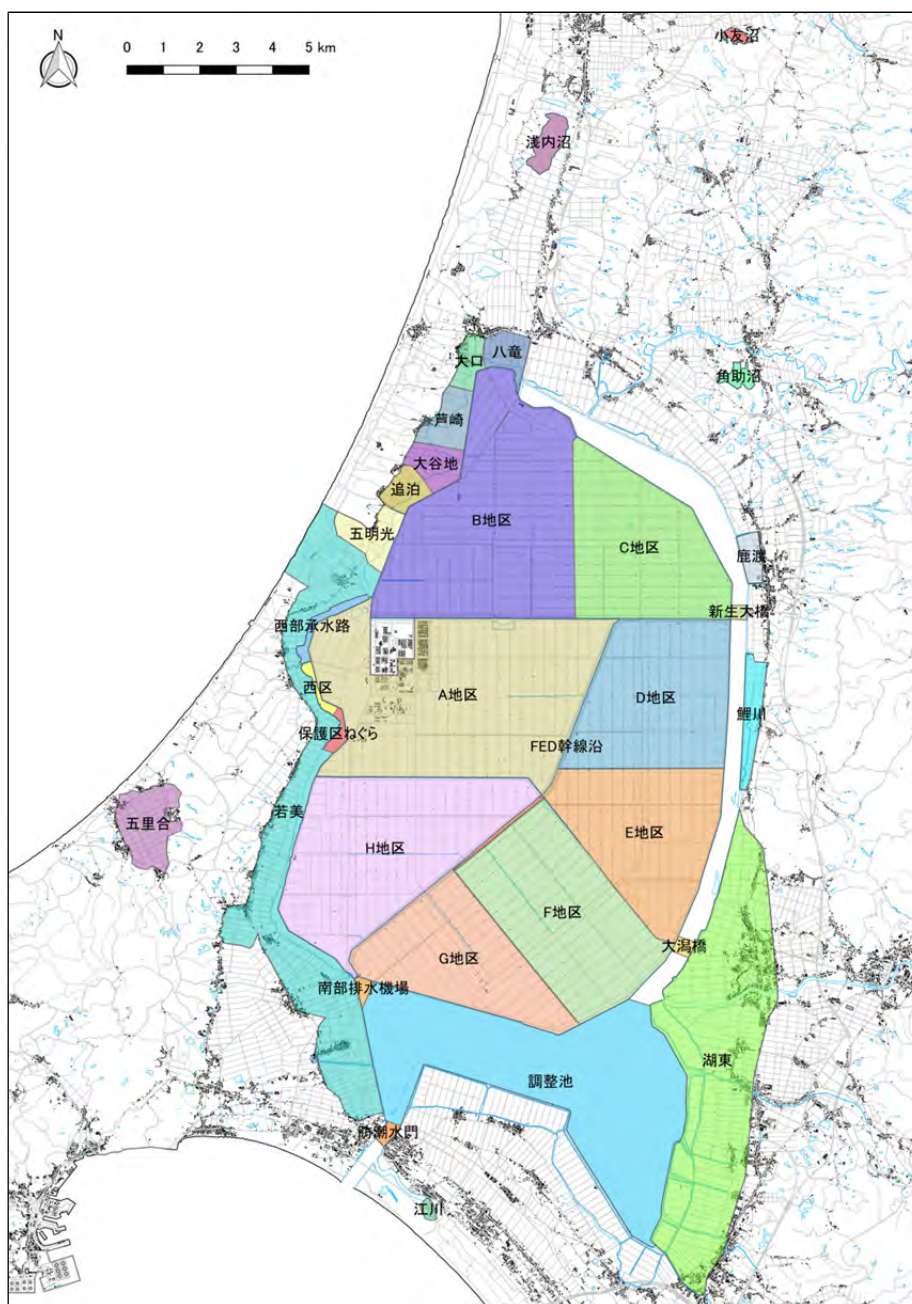 N
0 1 2 3 4 5 km
小友沼
浅内沼
大口
八竜
角助沼
芦崎
大谷地
追泊
B地区
五明光
C地区
鹿渡
新生大橋
西部承水路
西区
A地区
D地区
鯉川
保護区ねぐら
FED幹線沿
若美
五里合
E地区
H地区
F地区
大潟橋
G地区
南部排水機場
湖東
調整池
防潮水門
江川